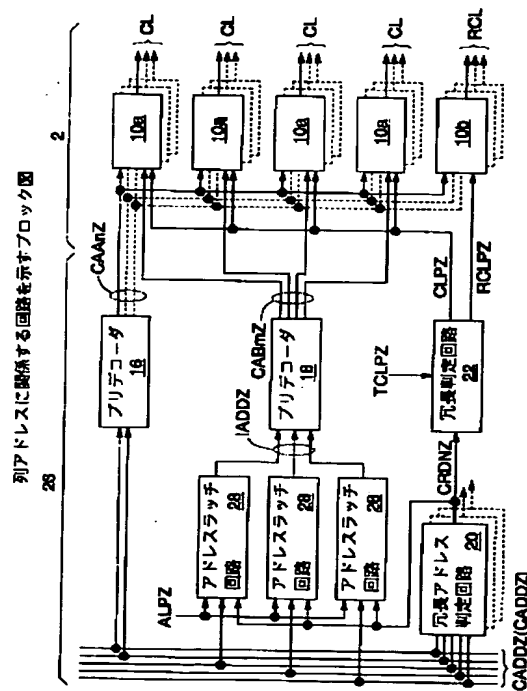 列アドレスに関係する回路を示すブロック図
26
2
CAAnZ
プリデコーダ
16
10a
CL
10a
CL
10a
CL
10a
CL
10b
RCL
ALPZ
アドレスラッチ
回路
28
アドレスラッチ
回路
28
アドレスラッチ
回路
28
IADDZ
プリデコーダ
18
CABmZ
TCLPZ
冗長アドレス
判定回路
20
CRDNZ
冗長判定回路
22
CLPZ
RCLPZ
CADDZ(/CADDZ)